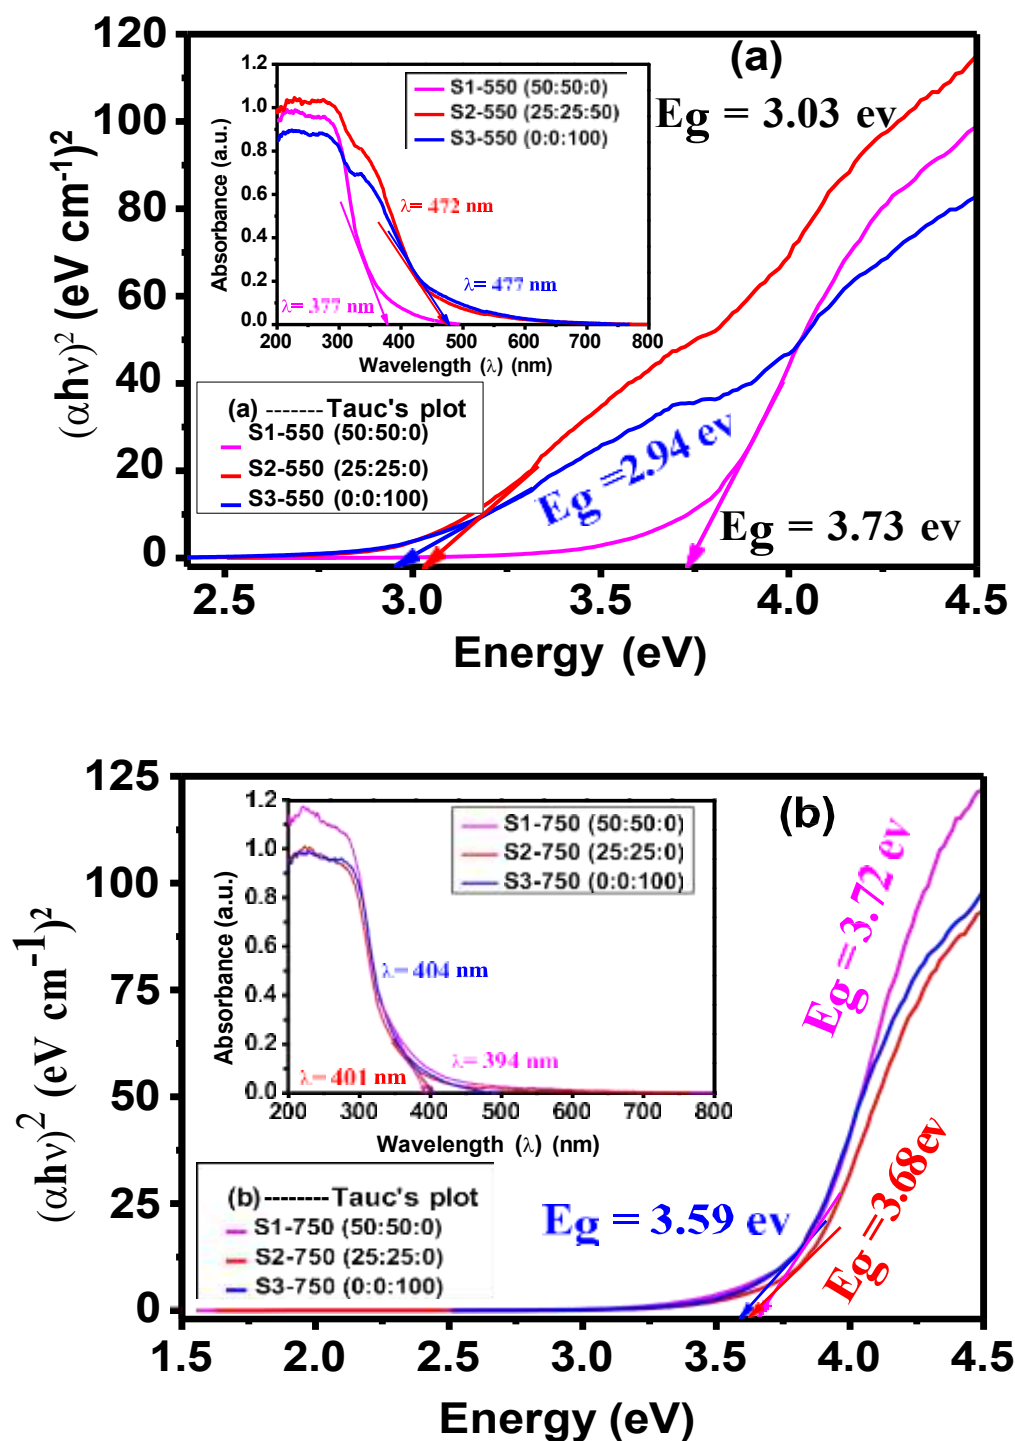 (a)
Eg = 3.03 ev
120
100
80
60
40
20
0
(αhν)² (eV cm⁻¹)²
S1-550 (50:50:0)
S2-550 (25:25:50)
S3-550 (0:0:100)
1.0
0.8
0.6
0.4
0.2
0.0
Absorbance (a.u.)
λ= 472 nm
λ= 477 nm
λ= 377 nm
200 300 400 500 600 700 800
Wavelength (λ) (nm)
(a) ------- Tauc's plot
S1-550 (50:50:0)
S2-550 (25:25:0)
S3-550 (0:0:100)
Eg =2.94 ev
Eg = 3.73 ev
2.5 3.0 3.5 4.0 4.5
Energy (eV)
(b)
125
100
75
50
25
0
(αhν)² (eV cm⁻¹)²
S1-750 (50:50:0)
S2-750 (25:25:0)
S3-750 (0:0:100)
1.2
1.0
0.8
0.6
0.4
0.2
0.0
Absorbance (a.u.)
λ= 404 nm
λ= 394 nm
λ= 401 nm
200 300 400 500 600 700 800
Wavelength (λ) (nm)
Eg = 3.72 ev
(b)--------Tauc's plot
S1-750 (50:50:0)
S2-750 (25:25:0)
S3-750 (0:0:100)
Eg = 3.59 ev
Eg =3.68ev
1.5 2.0 2.5 3.0 3.5 4.0 4.5
Energy (eV)